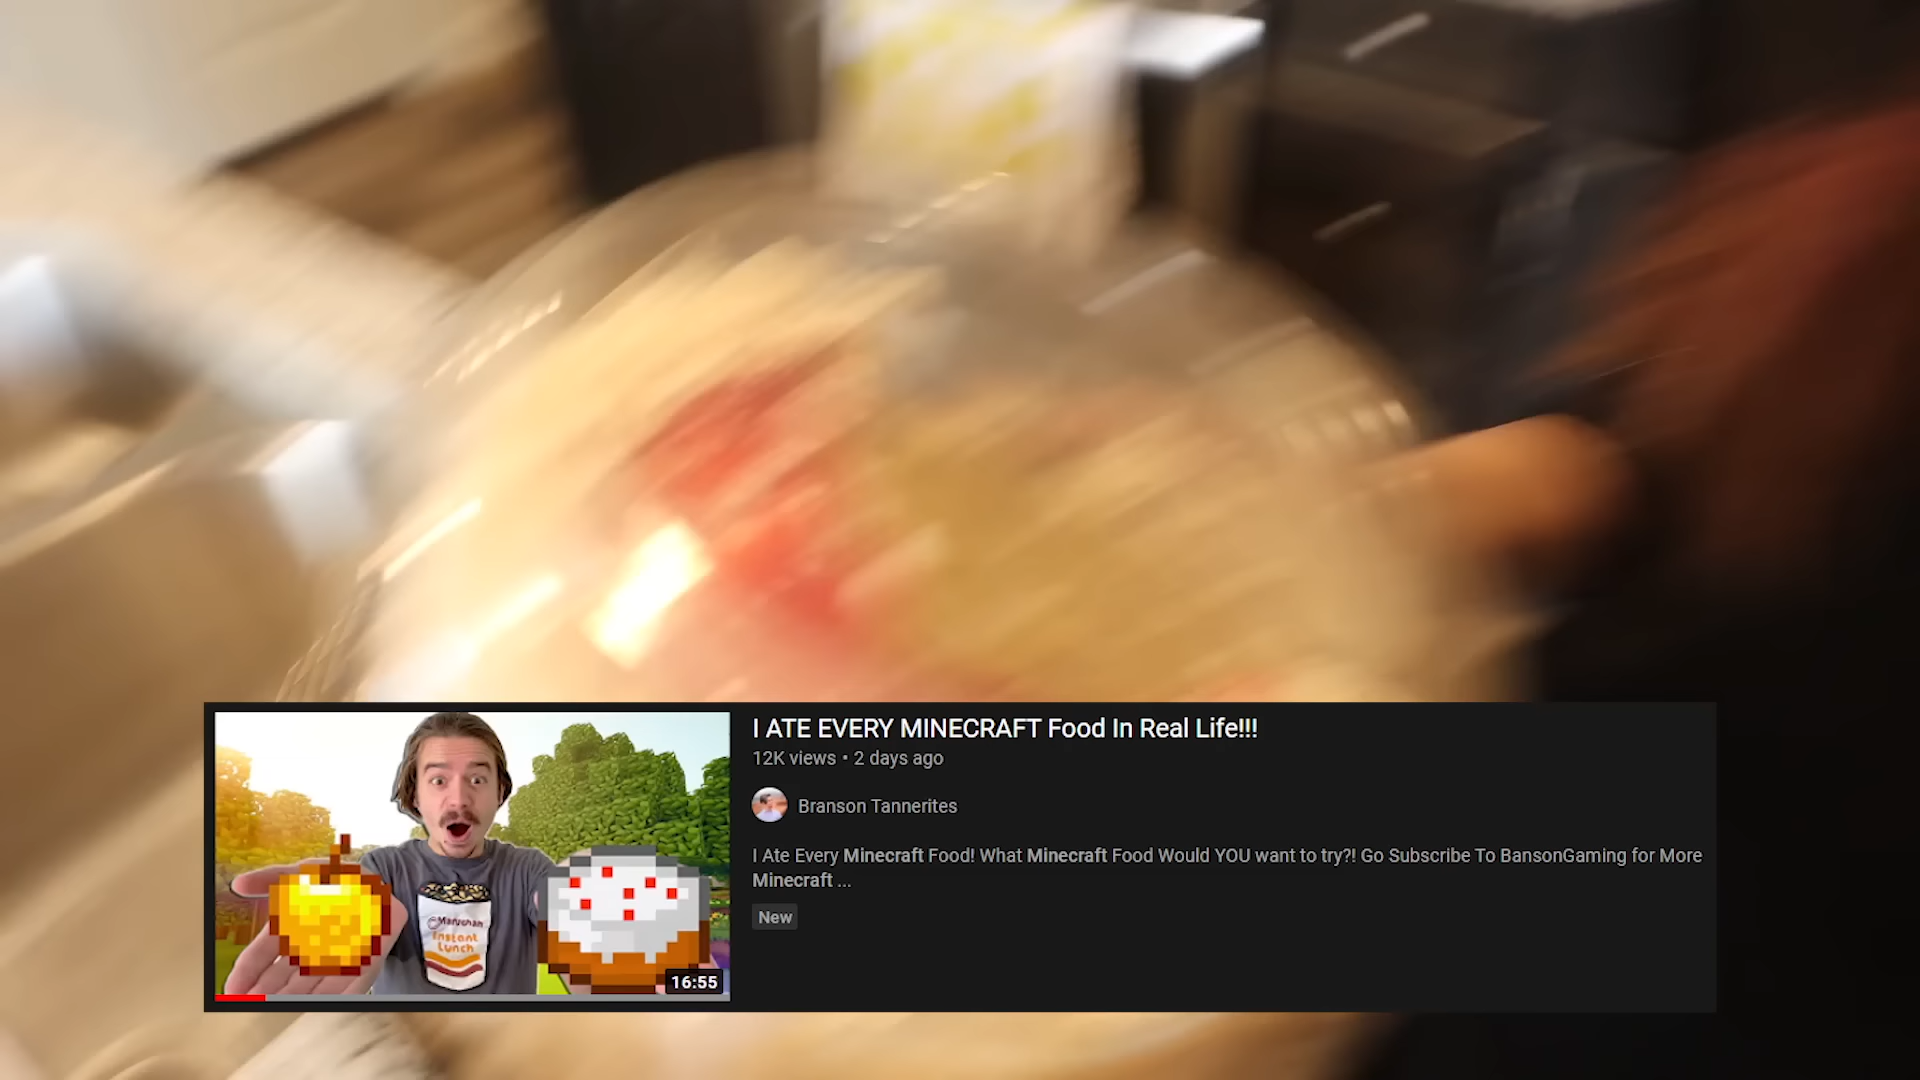 I ATE EVERY MINECRAFT Food In Real Life!!!
12K views • 2 days ago
Branson Tannerites
I Ate Every Minecraft Food! What Minecraft Food Would YOU want to try?! Go Subscribe To BansonGaming for More
Minecraft ...
New
Maruchan
Instant
Lunch
16:55